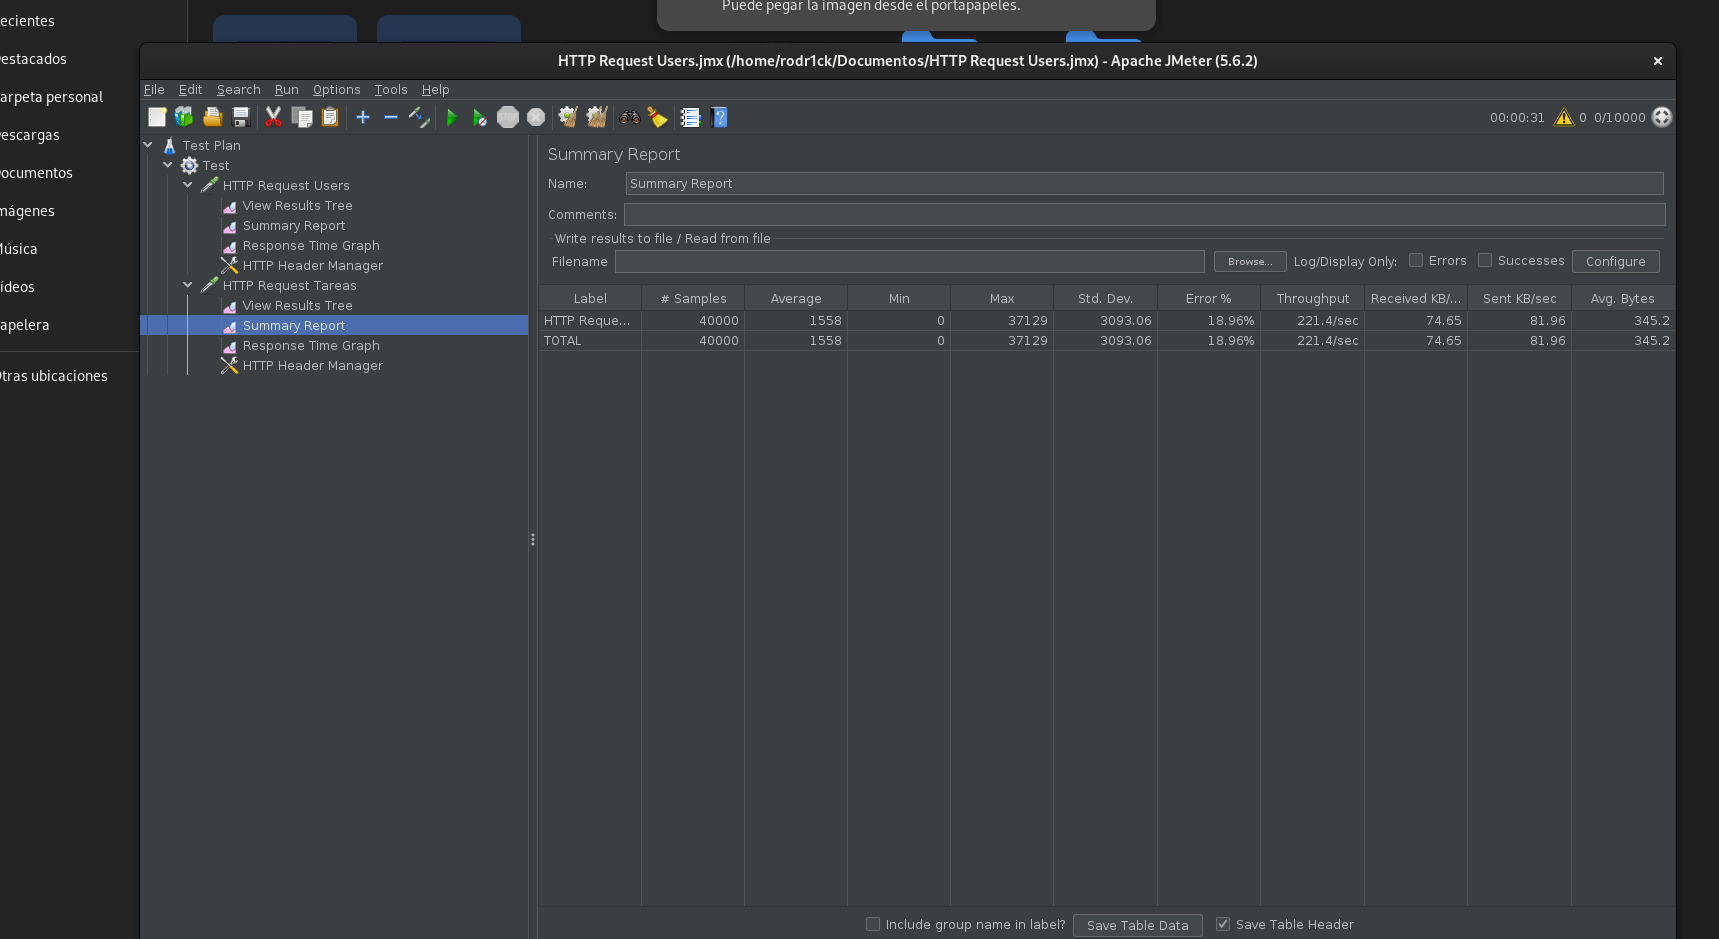 Puede pegar la imagen desde el portapapeles.
ecientes
estacados
arpeta personal
escargas
ocumentos
mágenes
úsica
ídeos
apelera
tras ubicaciones
HTTP Request Users.jmx (/home/rodr1ck/Documentos/HTTP Request Users.jmx) - Apache JMeter (5.6.2)
File Edit Search Run Options Tools Help
00:00:31 0 0/10000
Test Plan
Test
HTTP Request Users
View Results Tree
Summary Report
Response Time Graph
HTTP Header Manager
HTTP Request Tareas
View Results Tree
Summary Report
Response Time Graph
HTTP Header Manager
Summary Report
Name: Summary Report
Comments:
Write results to file / Read from file
Filename Browse... Log/Display Only: Errors Successes Configure
Label # Samples Average Min Max Std. Dev. Error % Throughput Received KB/... Sent KB/sec Avg. Bytes
HTTP Reque... 40000 1558 0 37129 3093.06 18.96% 221.4/sec 74.65 81.96 345.2
TOTAL 40000 1558 0 37129 3093.06 18.96% 221.4/sec 74.65 81.96 345.2
Include group name in label? Save Table Data Save Table Header